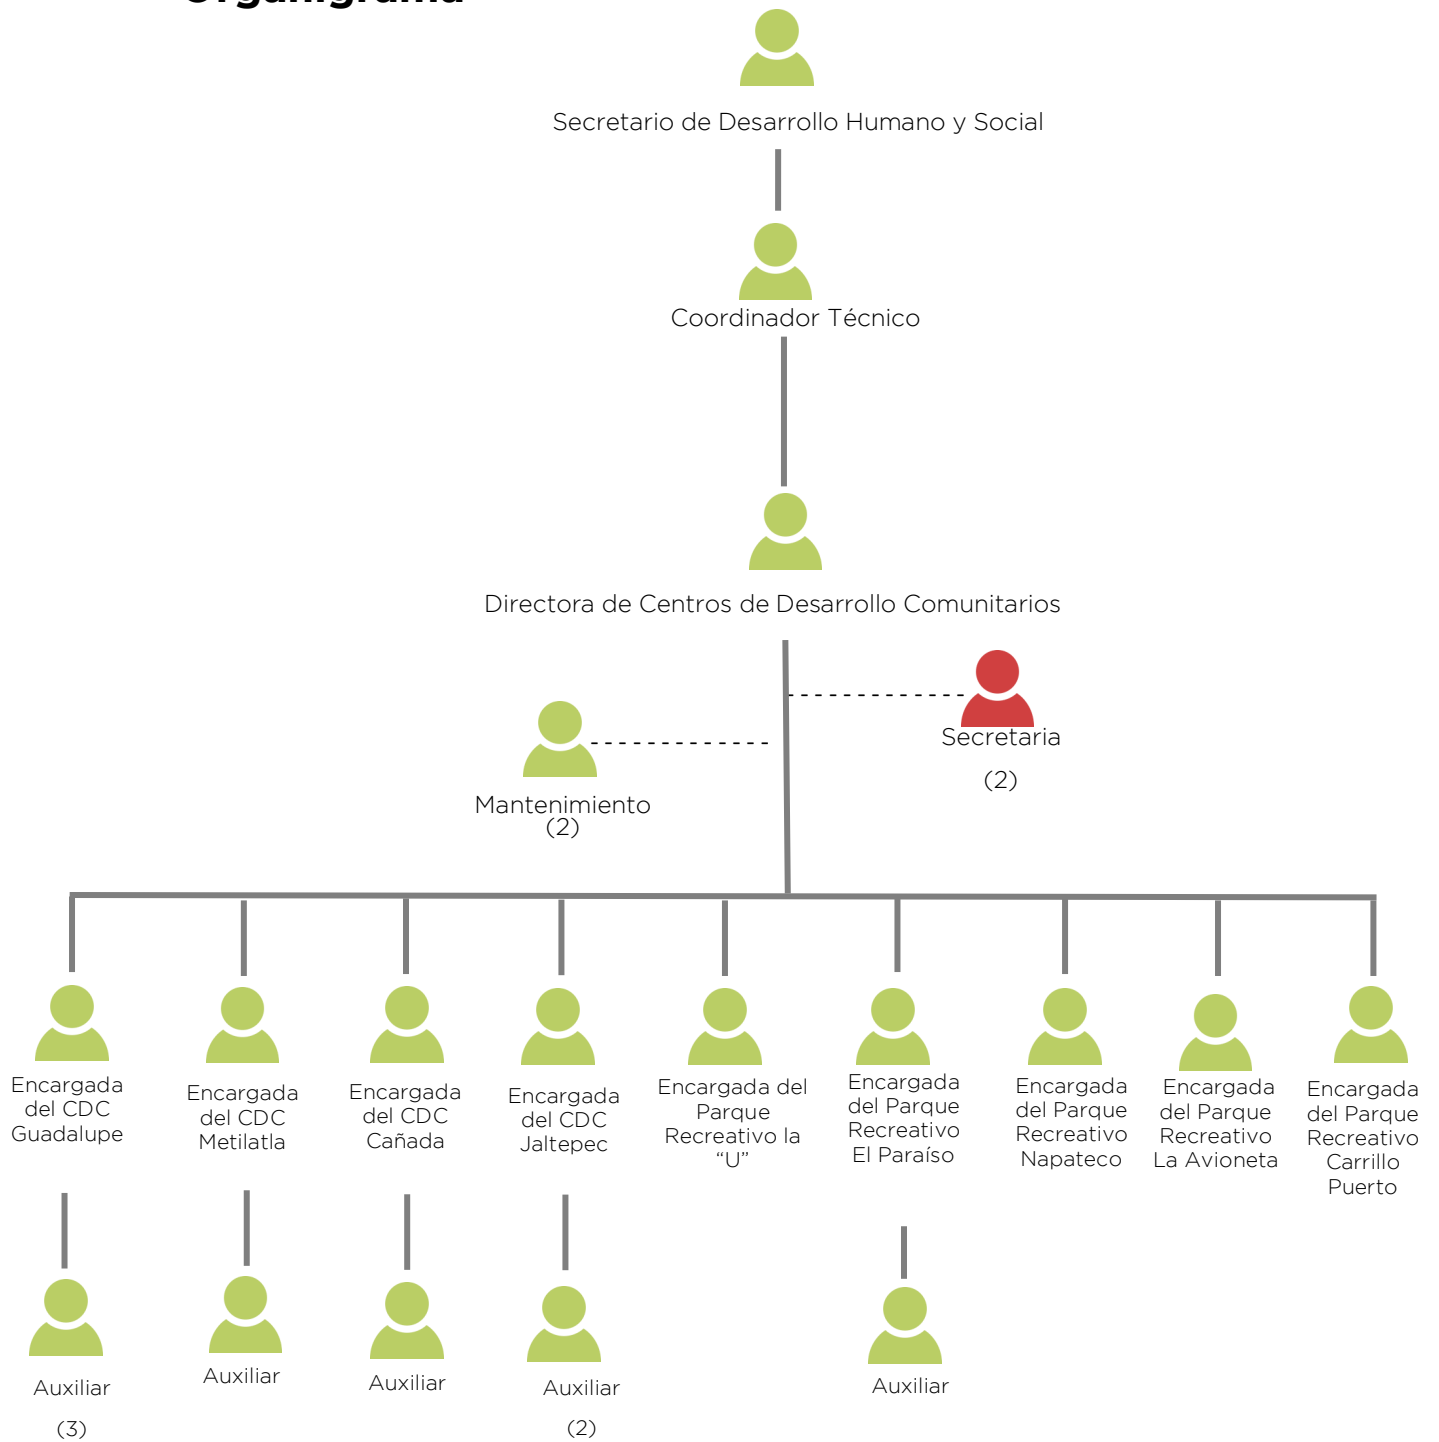 Organigrama
Secretario de Desarrollo Humano y Social
Coordinador Técnico
Directora de Centros de Desarrollo Comunitarios
Secretaria
(2)
Mantenimiento
(2)
Encargada
del CDC
Guadalupe
Encargada
del CDC
Metilatla
Encargada
del CDC
Cañada
Encargada
del CDC
Jaltepec
Encargada del
Parque
Recreativo la
“U”
Encargada
del Parque
Recreativo
El Paraíso
Encargada
del Parque
Recreativo
Napateco
Encargada
del Parque
Recreativo
La Avioneta
Encargada
del Parque
Recreativo
Carrillo
Puerto
Auxiliar
(3)
Auxiliar
Auxiliar
Auxiliar
(2)
Auxiliar